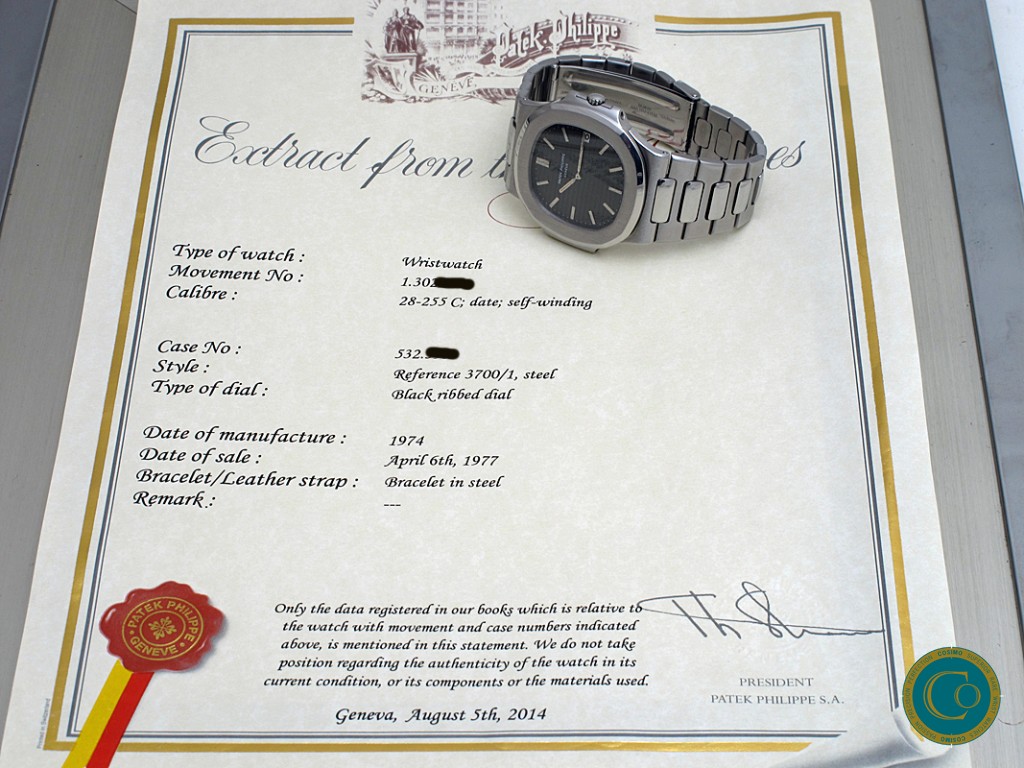 Patek Philippe
GENEVE
Extract from
Type of watch : Wristwatch
Movement No : 1.302
Calibre : 28-255 C; date; self-winding
Case No : 532.
Style : Reference 3700/1, steel
Type of dial : Black ribbed dial
Date of manufacture : 1974
Date of sale : April 6th, 1977
Bracelet/Leather strap : Bracelet in steel
Remark : ---
Only the data registered in our books which is relative to
the watch with movement and case numbers indicated
above, is mentioned in this statement. We do not take
position regarding the authenticity of the watch in its
current condition, or its components or the materials used.
Geneva, August 5th, 2014
PATEK PHILIPPE
GENEVE
PRESIDENT
PATEK PHILIPPE S.A.
Printed in Switzerland
Co
COSIMO